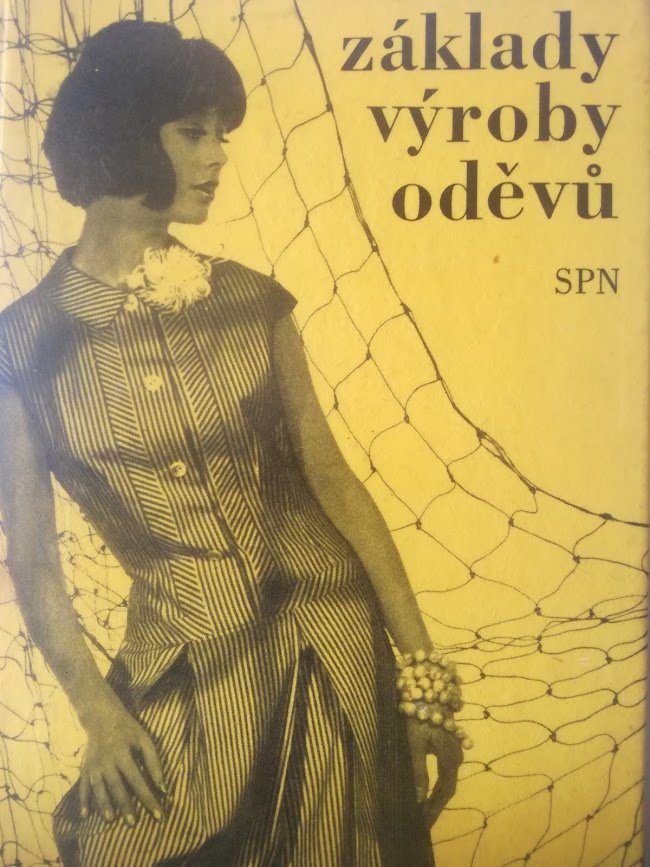 základy
výroby
oděvů
SPN